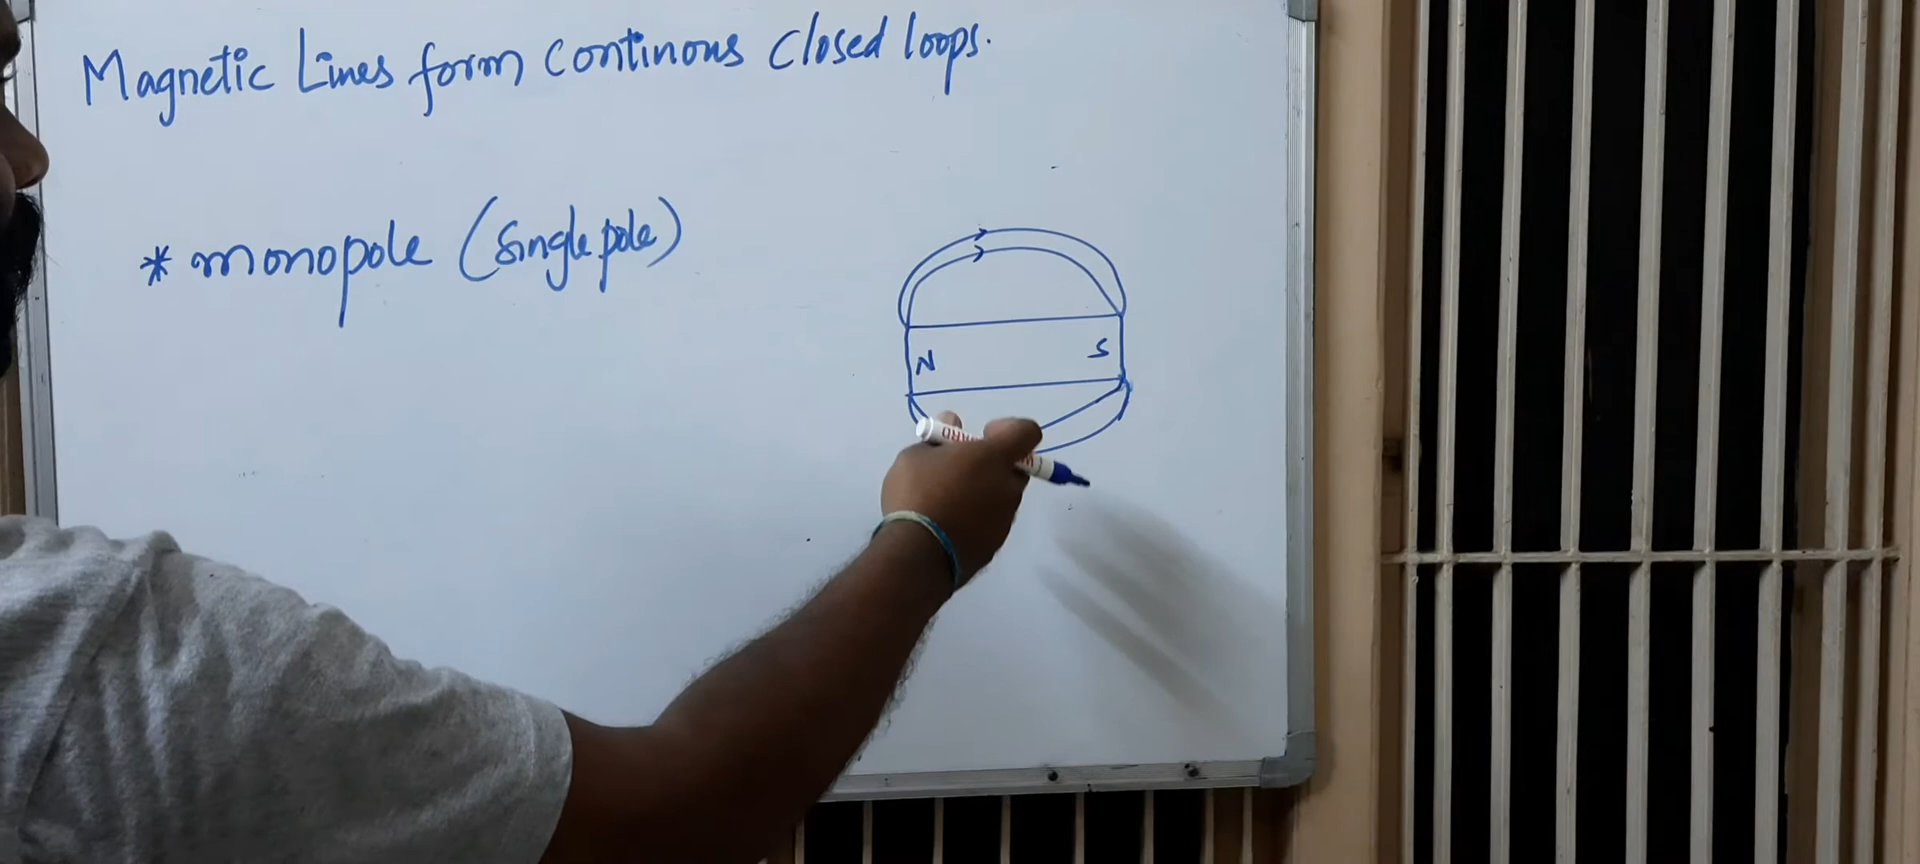 Magnetic Lines form continous closed loops.
* monopole (single pole)
N S